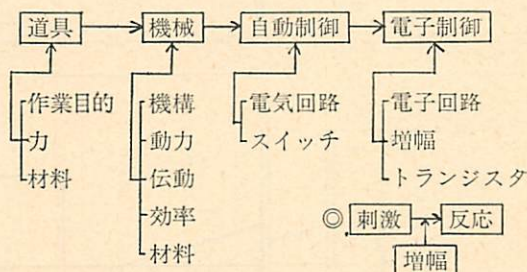 道具 機械 自動制御 電子制御
作業目的 機構 電気回路 電子回路
力 動力 スイッチ 増幅
材料 伝動 トランジスタ
効率 ◎ 刺激 反応
材料 増幅